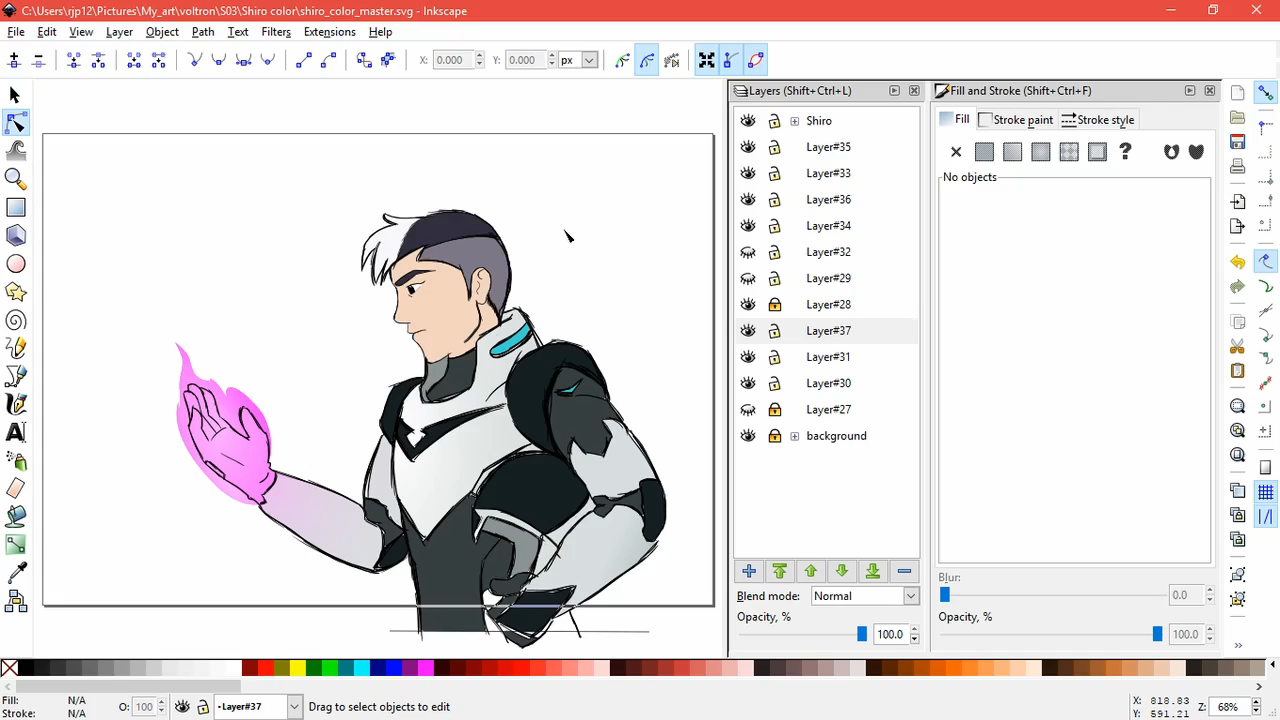 C:\Users\rjp12\Pictures\My_art\voltron\S03\Shiro color\shiro_color_master.svg - Inkscape
File Edit View Layer Object Path Text Filters Extensions Help
X: 0.000 Y: 0.000 px
Layers (Shift+Ctrl+L)
Fill and Stroke (Shift+Ctrl+F)
Fill Stroke paint Stroke style
?
No objects
Shiro
Layer#35
Layer#33
Layer#36
Layer#34
Layer#32
Layer#29
Layer#28
Layer#37
Layer#31
Layer#30
Layer#27
background
Blend mode: Normal
Opacity, % 
100.0
Blur:
0.0
Opacity, %
100.0
Fill: N/A
Stroke: N/A
O: 100
-Layer#37
Drag to select objects to edit
X: 818.83
Y: 591.21
Z: 68%